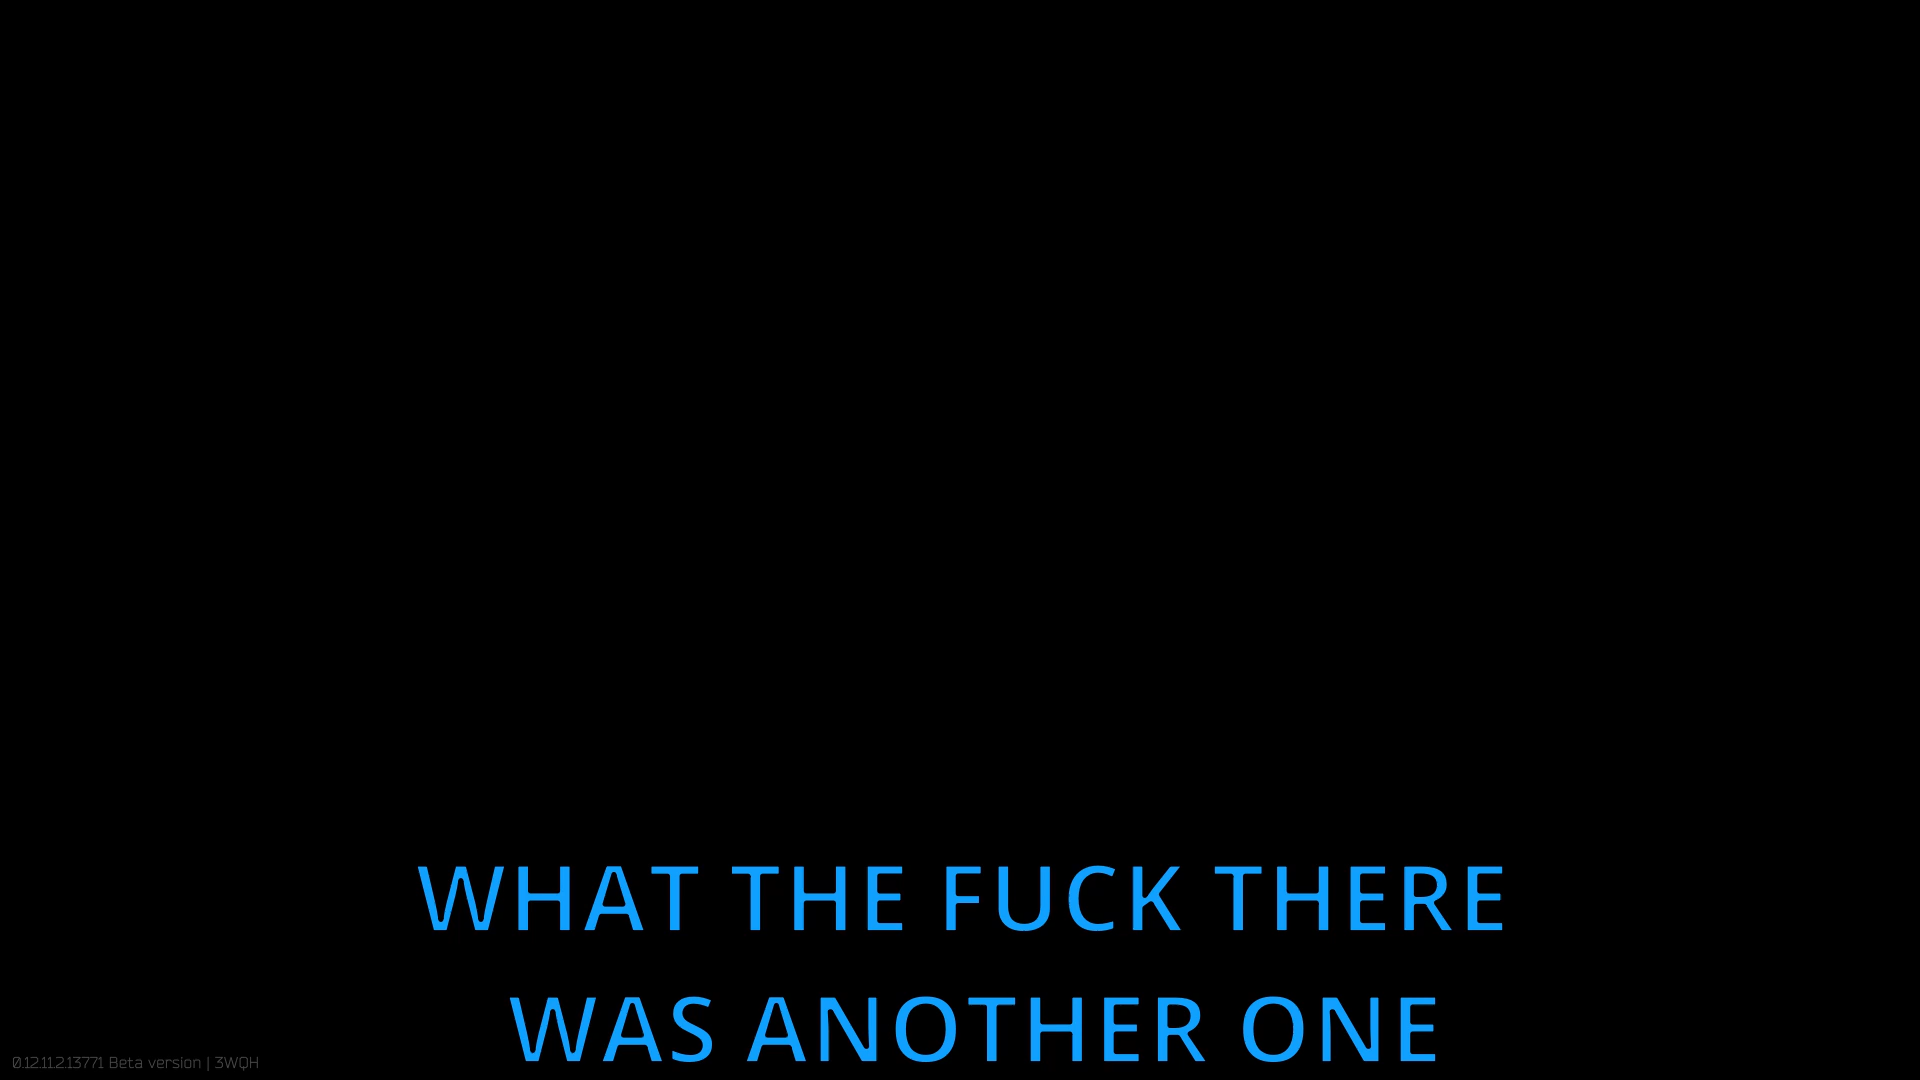 WHAT THE FUCK THERE
WAS ANOTHER ONE
0.12.11.2.13771 Beta version | 3WQH